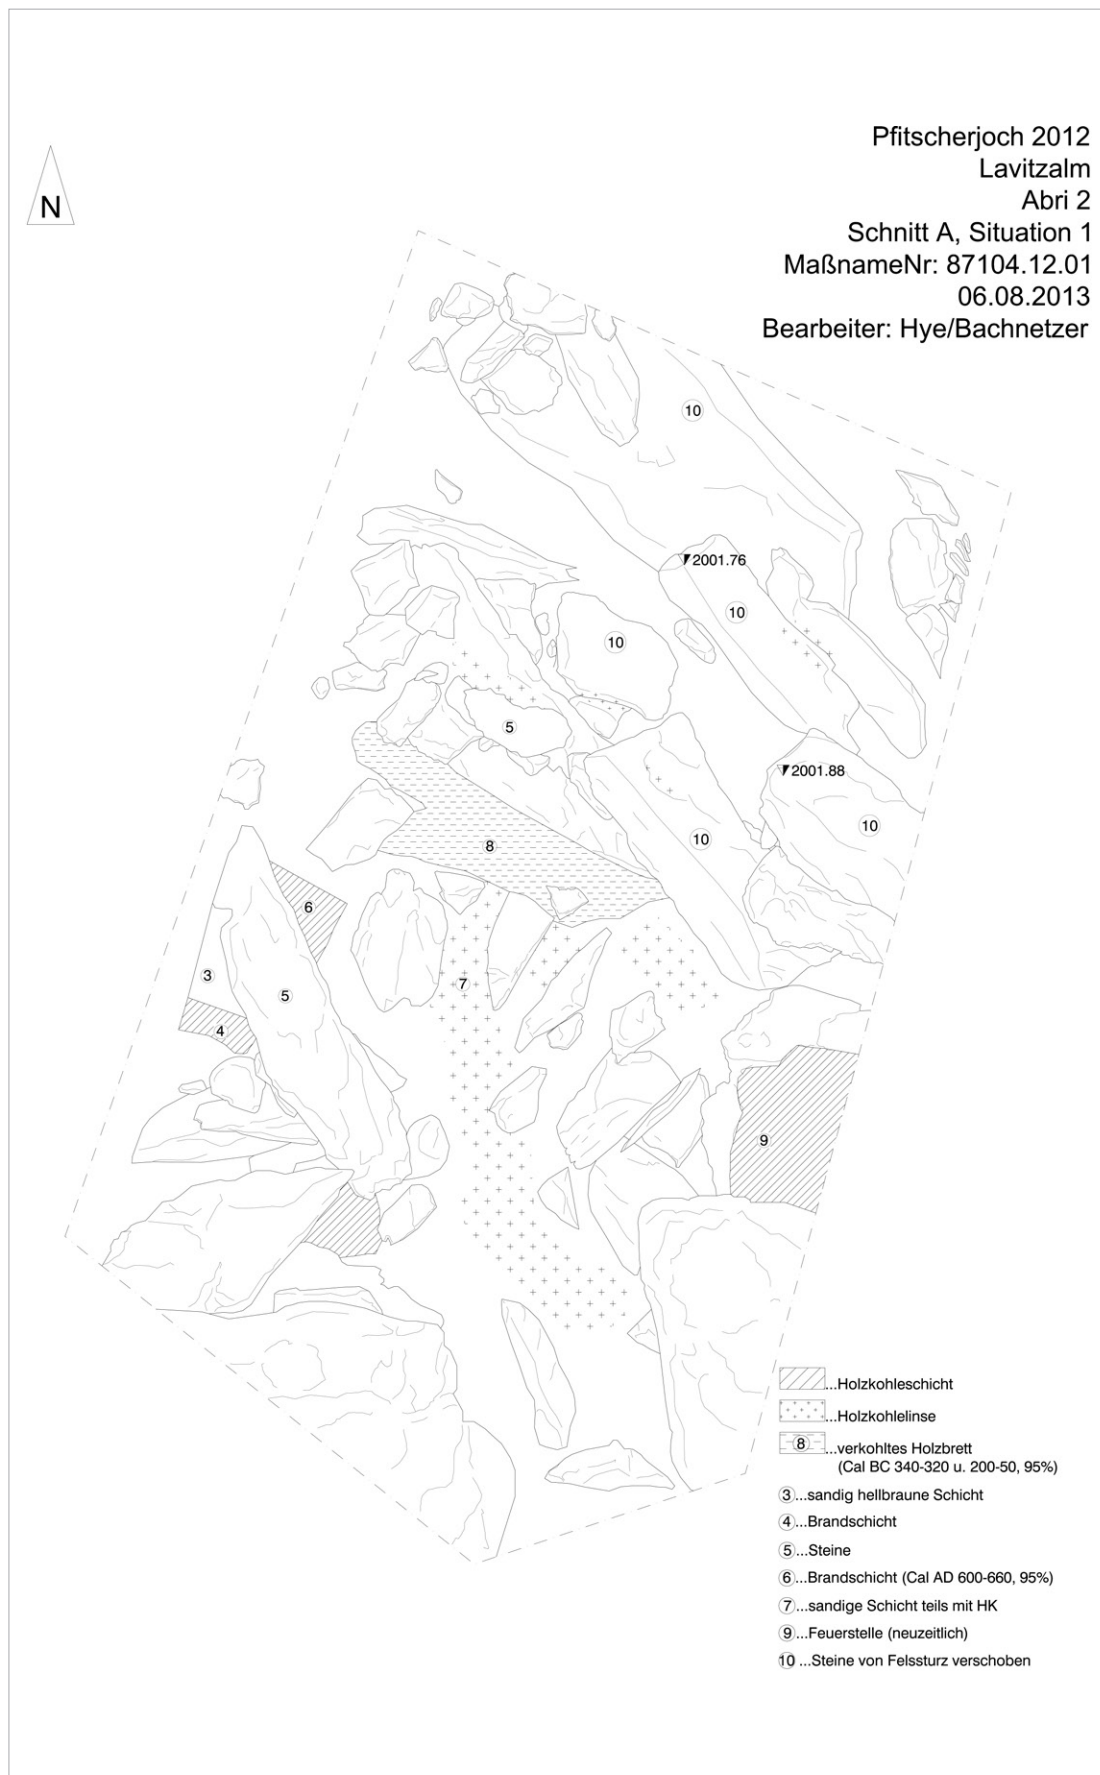 Pfitscherjoch 2012
Lavitzalm
Abri 2
Schnitt A, Situation 1
MaßnameNr: 87104.12.01
06.08.2013
Bearbeiter: Hye/Bachnetzer
N
10
2001.76
10
10
5
2001.88
10
10
8
6
3
7
5
4
9
...Holzkohleschicht
...Holzkohlelinse
8 ...verkohltes Holzbrett
(Cal BC 340-320 u. 200-50, 95%)
3...sandig hellbraune Schicht
4...Brandschicht
5...Steine
6...Brandschicht (Cal AD 600-660, 95%)
7...sandige Schicht teils mit HK
9...Feuerstelle (neuzeitlich)
10 ...Steine von Felssturz verschoben